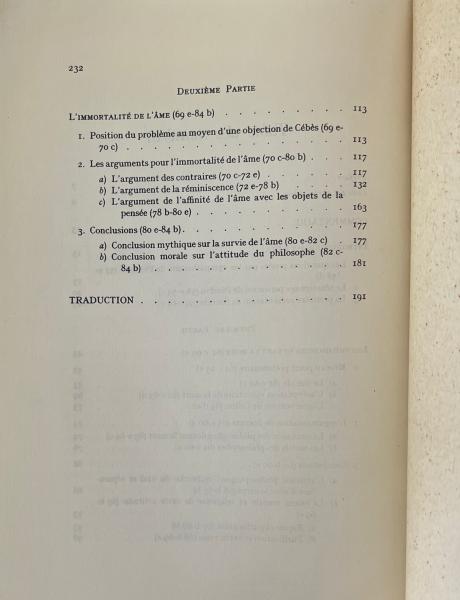 232
DEUXIÈME PARTIE
L'IMMORTALITÉ DE L'ÂME (69 e-84 b) . . . . . . . . . 113
1. Position du problème au moyen d'une objection de Cébès (69 e-
70 c) . . . . . . . . . . . . . . . 113
2. Les arguments pour l'immortalité de l'âme (70 c-80 b) . . . 117
a) L'argument des contraires (70 c-72 e) . . . . . . 117
b) L'argument de la réminiscence (72 e-78 b) . . . . 132
c) L'argument de l'affinité de l'âme avec les objets de la
pensée (78 b-80 e) . . . . . . . . . . . 163
3. Conclusions (80 e-84 b). . . . . . . . . . . . 177
a) Conclusion mythique sur la survie de l'âme (80 e-82 c) . 177
b) Conclusion morale sur l'attitude du philosophe (82 c-
84 b) . . . . . . . . . . . . . . . 181
TRADUCTION . . . . . . . . . . . . . . 191